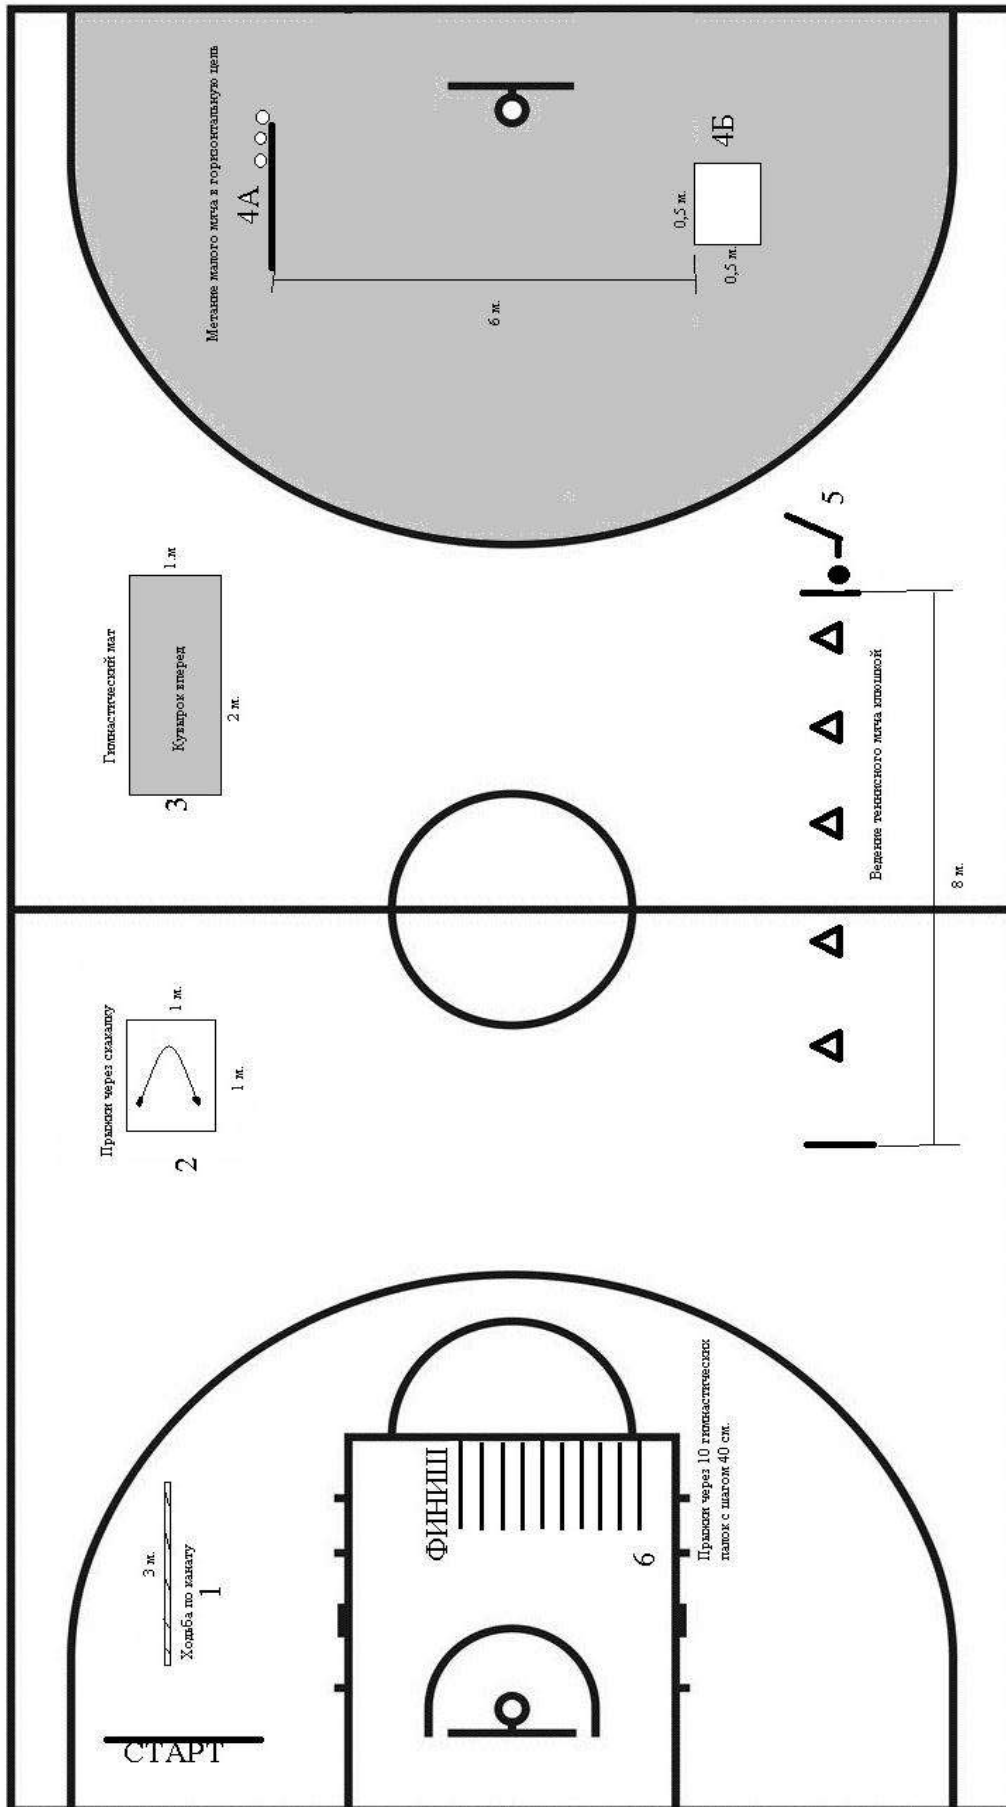 СТАРТ
3 м.
Ходьба по канату
1
Прыжки через скакалку
1 м.
1 м.
2
Гимнастический мат
Кувырок вперед
1 м
2 м.
3
Метание малого мяча в горизонтальную цель
4А
6 м.
4Б
0,5 м.
0,5 м.
5
Ведение теннисного мяча клюшкой
8 м.
6
Прыжки через 10 гимнастических
палок с шагом 40 см.
ФИНИШ